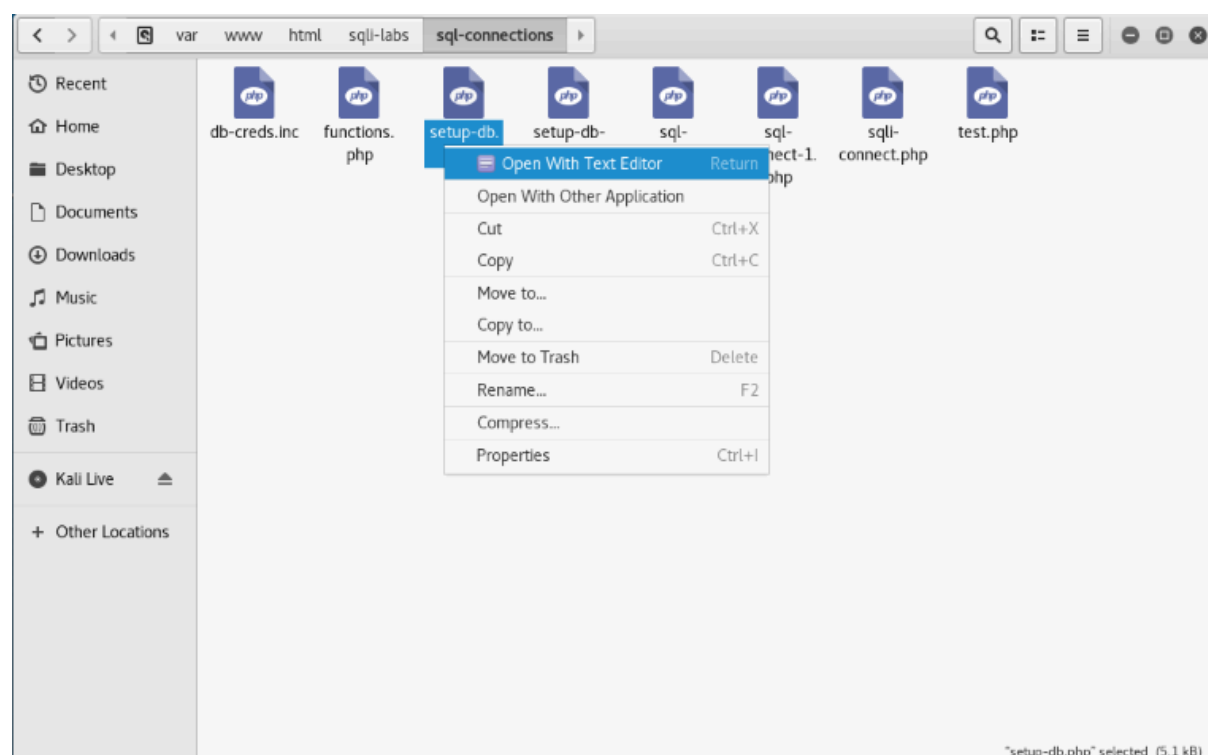 var www html sqli-labs sql-connections
Recent
Home
Desktop
Documents
Downloads
Music
Pictures
Videos
Trash
Kali Live
+ Other Locations
php php php php php php php php
db-creds.inc functions. setup-db. setup-db- sql- sql- sqli- test.php
php nect-1. connect.php
php
Open With Text Editor Return
Open With Other Application
Cut Ctrl+X
Copy Ctrl+C
Move to...
Copy to...
Move to Trash Delete
Rename... F2
Compress...
Properties Ctrl+I
"setup-db.php" selected (5.1 kB)